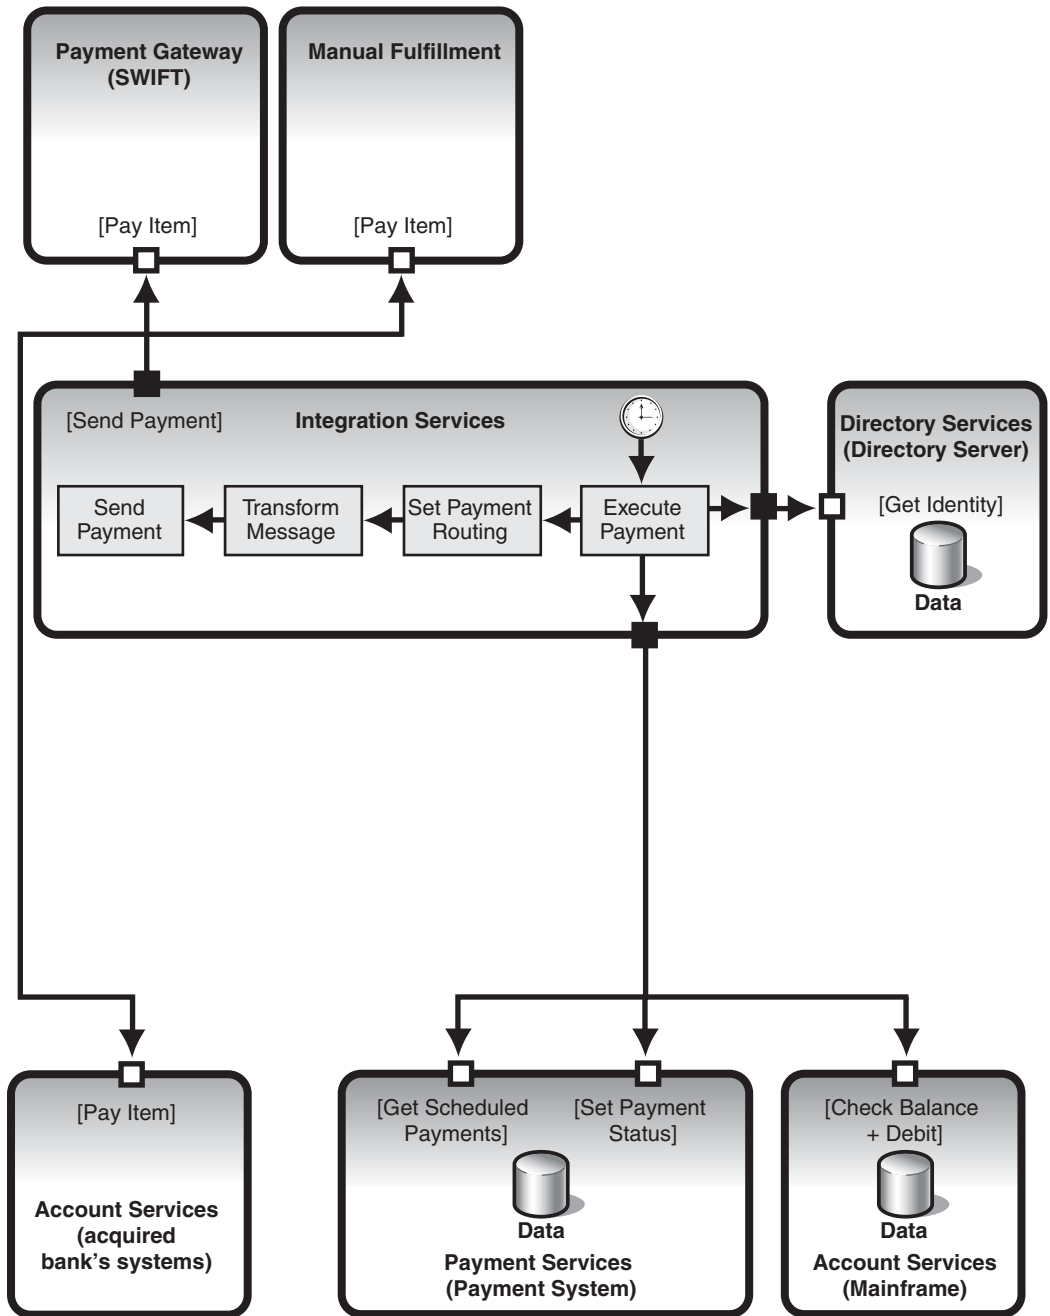 Payment Gateway
(SWIFT)
[Pay Item]
Manual Fulfillment
[Pay Item]
[Send Payment]
Integration Services
Send
Payment
Transform
Message
Set Payment
Routing
Execute
Payment
Directory Services
(Directory Server)
[Get Identity]
Data
[Pay Item]
Account Services
(acquired
bank's systems)
[Get Scheduled
Payments]
[Set Payment
Status]
Data
Payment Services
(Payment System)
[Check Balance
+ Debit]
Data
Account Services
(Mainframe)